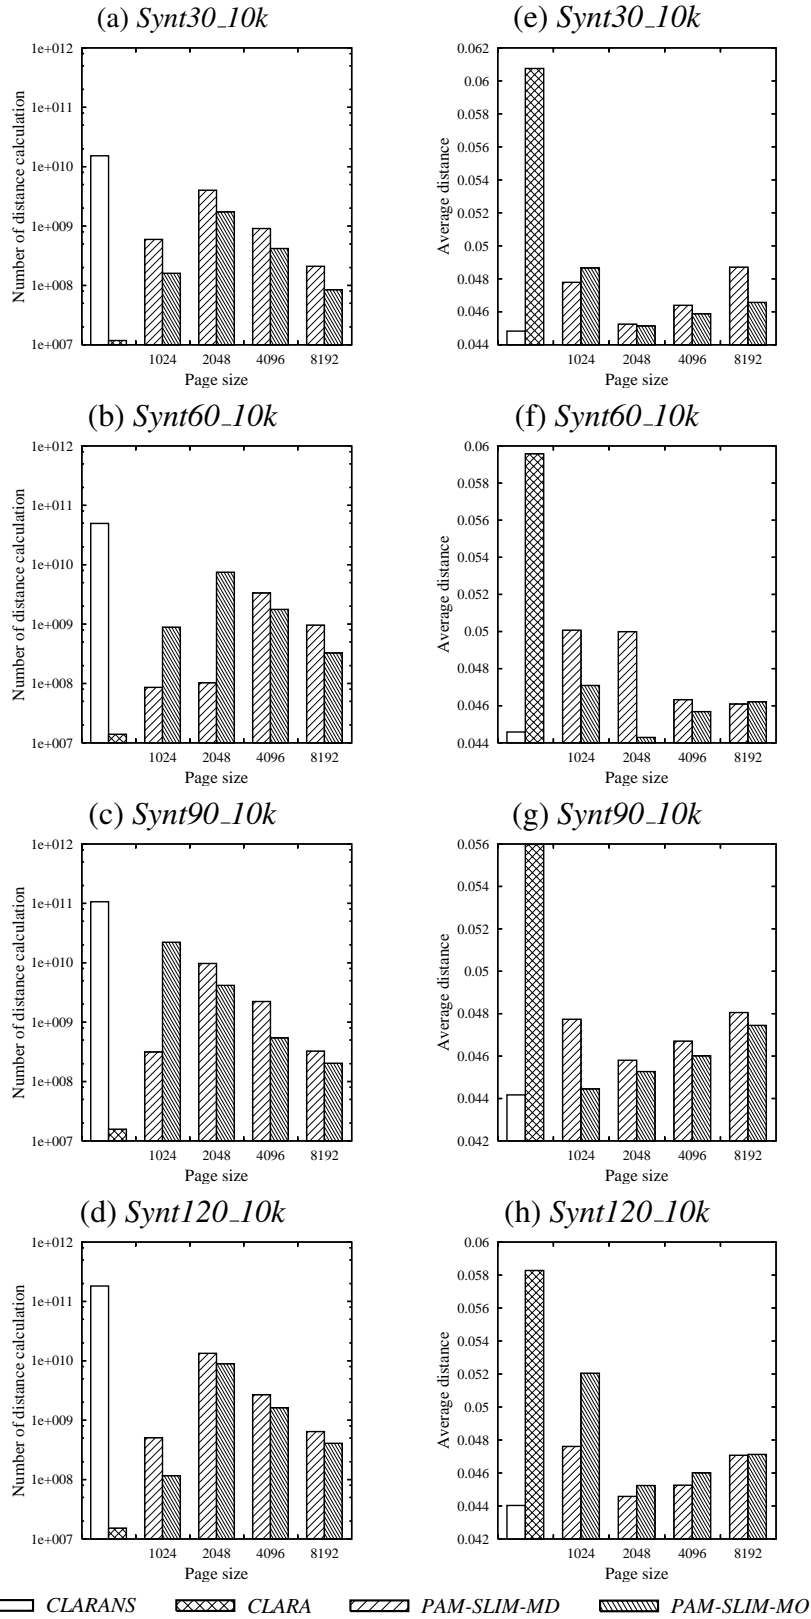 (a) Synt30_10k
1e+012
1e+011
1e+010
1e+009
1e+008
1e+007
Number of distance calculation
1024 2048 4096 8192
Page size
(e) Synt30_10k
0.062
0.06
0.058
0.056
0.054
0.052
0.05
0.048
0.046
0.044
Average distance
1024 2048 4096 8192
Page size
(b) Synt60_10k
1e+012
1e+011
1e+010
1e+009
1e+008
1e+007
Number of distance calculation
1024 2048 4096 8192
Page size
(f) Synt60_10k
0.06
0.058
0.056
0.054
0.052
0.05
0.048
0.046
0.044
Average distance
1024 2048 4096 8192
Page size
(c) Synt90_10k
1e+012
1e+011
1e+010
1e+009
1e+008
1e+007
Number of distance calculation
1024 2048 4096 8192
Page size
(g) Synt90_10k
0.056
0.054
0.052
0.05
0.048
0.046
0.044
0.042
Average distance
1024 2048 4096 8192
Page size
(d) Synt120_10k
1e+012
1e+011
1e+010
1e+009
1e+008
1e+007
Number of distance calculation
1024 2048 4096 8192
Page size
(h) Synt120_10k
0.06
0.058
0.056
0.054
0.052
0.05
0.048
0.046
0.044
0.042
Average distance
1024 2048 4096 8192
Page size
CLARANS CLARA PAM-SLIM-MD